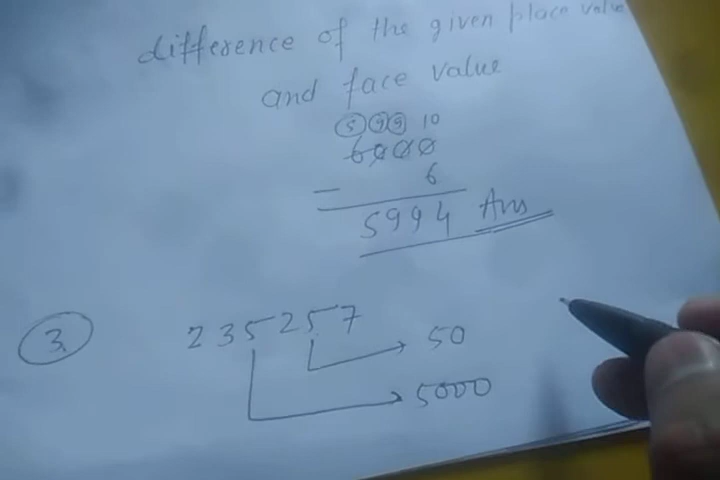 difference of the given place value
and face value
5 9 9 10
6000
- 6
5994 Ans
3. 235257
50
5000